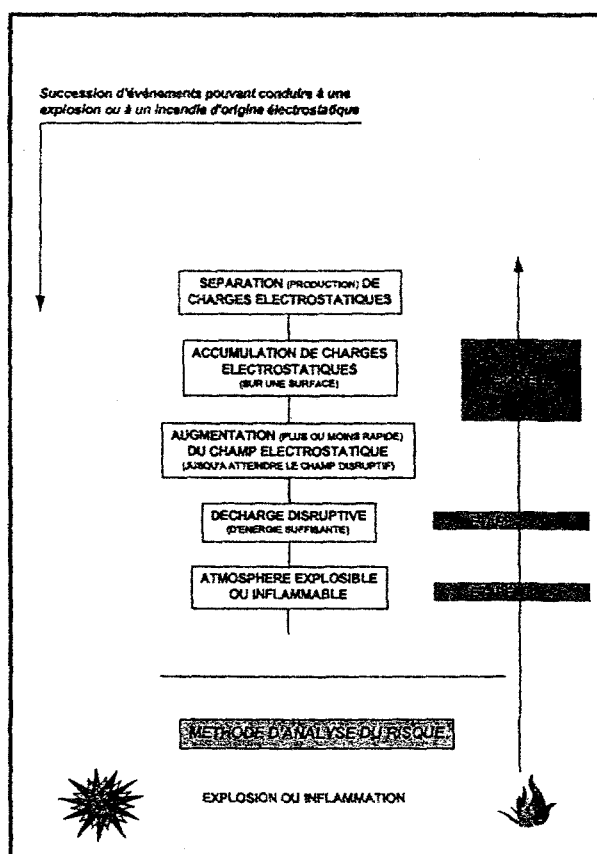 Succession d'événements pouvant conduire à une
explosion ou à un incendie d'origine électrostatique
SEPARATION (PRODUCTION) DE
CHARGES ELECTROSTATIQUES
ACCUMULATION DE CHARGES
ELECTROSTATIQUES
(SUR UNE SURFACE)
AUGMENTATION (PLUS OU MOINS RAPIDE)
DU CHAMP ELECTROSTATIQUE
(JUSQU'A ATTEINDRE LE CHAMP DISRUPTIF)
DECHARGE DISRUPTIVE
(D'ENERGIE SUFFISANTE)
ATMOSPHERE EXPLOSIBLE
OU INFLAMMABLE
METHODE D'ANALYSE DU RISQUE
EXPLOSION OU INFLAMMATION